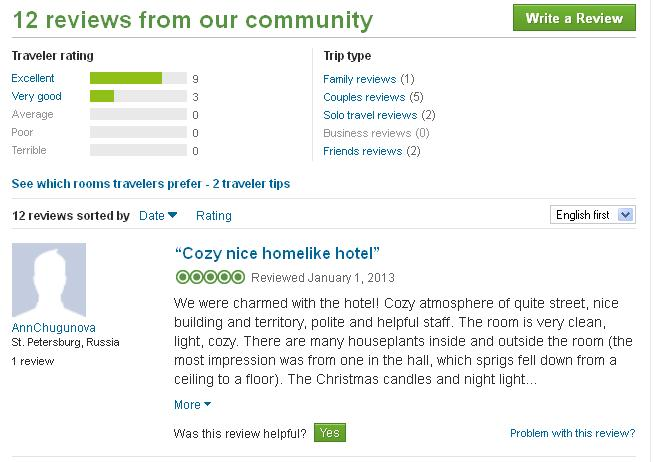 12 reviews from our community
Write a Review
Traveler rating
Excellent 9
Very good 3
Average 0
Poor 0
Terrible 0
Trip type
Family reviews (1)
Couples reviews (5)
Solo travel reviews (2)
Business reviews (0)
Friends reviews (2)
See which rooms travelers prefer - 2 traveler tips
12 reviews sorted by Date Rating
English first
AnnChugunova
St. Petersburg, Russia
1 review
“Cozy nice homelike hotel”
Reviewed January 1, 2013
We were charmed with the hotel! Cozy atmosphere of quite street, nice
building and territory, polite and helpful staff. The room is very clean,
light, cozy. There are many houseplants inside and outside the room (the
most impression was from one in the hall, which sprigs fell down from a
ceiling to a floor). The Christmas candles and night light...
More
Was this review helpful? Yes
Problem with this review?